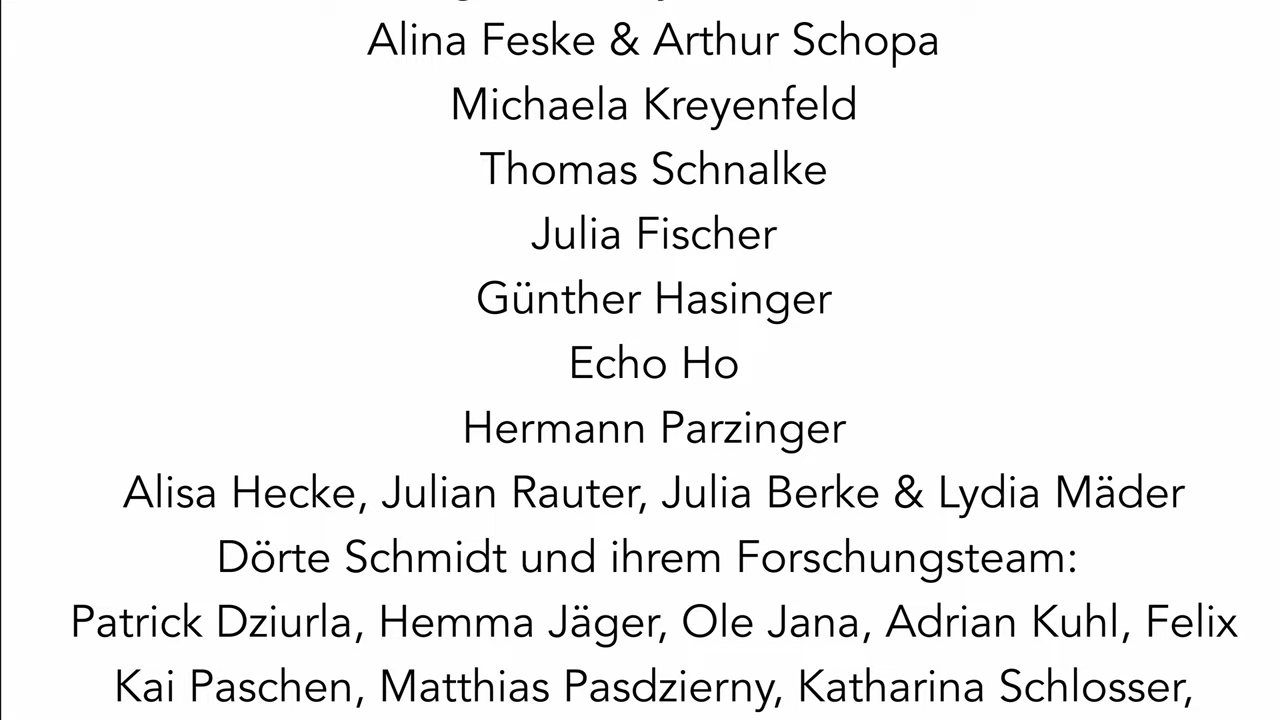 Alina Feske & Arthur Schopa
Michaela Kreyenfeld
Thomas Schnalke
Julia Fischer
Günther Hasinger
Echo Ho
Hermann Parzinger
Alisa Hecke, Julian Rauter, Julia Berke & Lydia Mäder
Dörte Schmidt und ihrem Forschungsteam:
Patrick Dziurla, Hemma Jäger, Ole Jana, Adrian Kuhl, Felix
Kai Paschen, Matthias Pasdzierny, Katharina Schlosser,